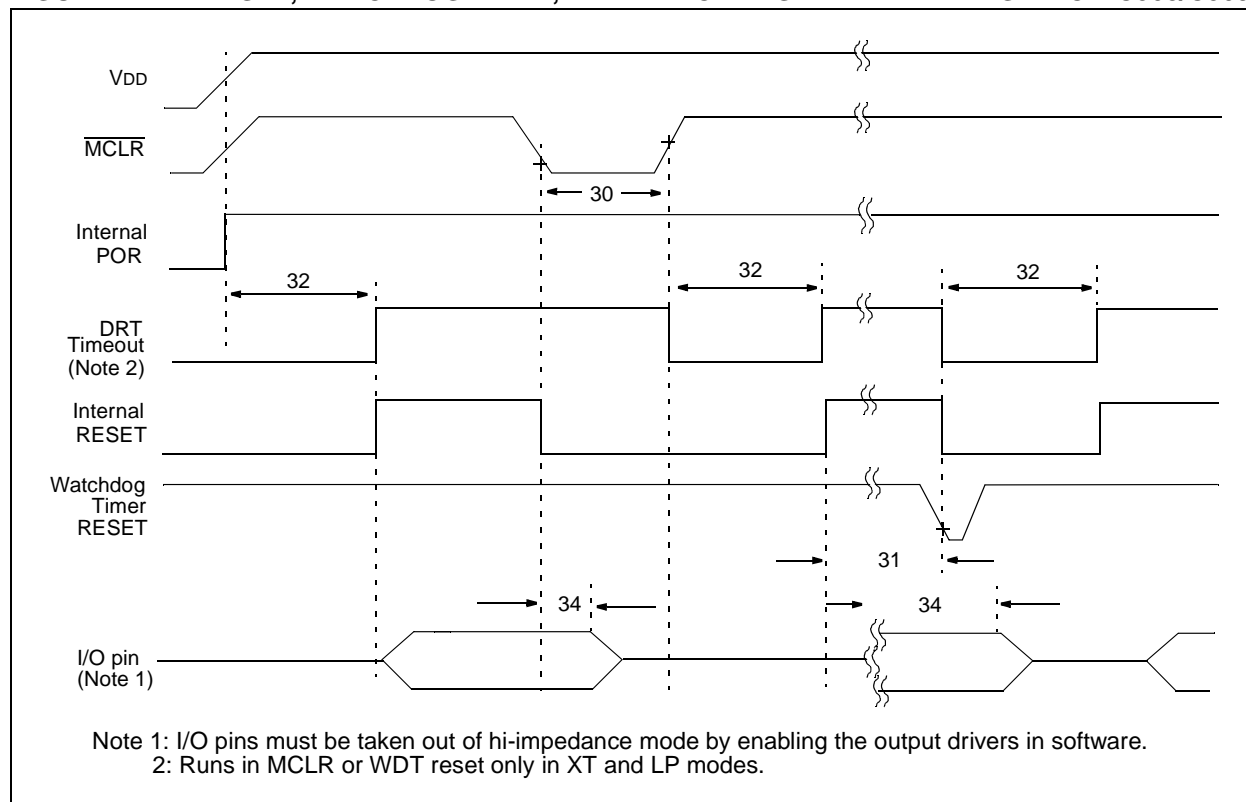 VDD
MCLR
30
Internal
POR
32
32
32
DRT
Timeout
(Note 2)
Internal
RESET
Watchdog
Timer
RESET
31
34
34
I/O pin
(Note 1)
Note 1: I/O pins must be taken out of hi-impedance mode by enabling the output drivers in software.
2: Runs in MCLR or WDT reset only in XT and LP modes.